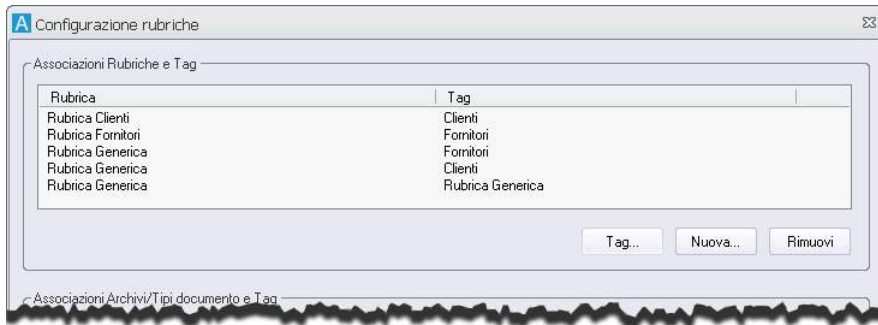 A Configurazione rubriche
Associazioni Rubriche e Tag
Rubrica Tag
Rubrica Clienti Clienti
Rubrica Fornitori Fornitori
Rubrica Generica Fornitori
Rubrica Generica Clienti
Rubrica Generica Rubrica Generica
Tag... Nuova... Rimuovi
Associazioni Archivi/Tipi documento e Tag